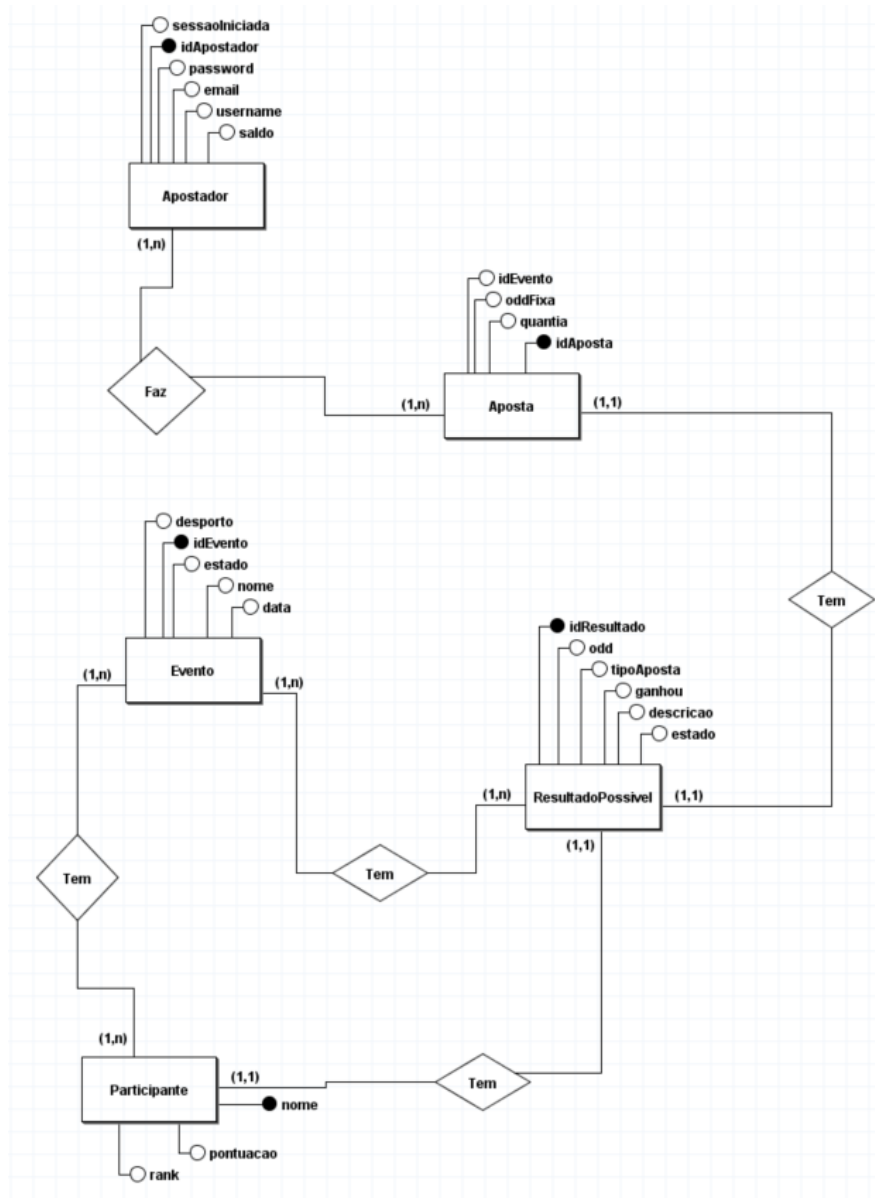 sessaoIniciada
idApostador
password
email
username
saldo
Apostador
(1,n)
Faz
(1,n)
idEvento
oddFixa
quantia
idAposta
Aposta
(1,1)
Tem
desporto
idEvento
estado
nome
data
Evento
(1,n)
(1,n)
idResultado
odd
tipoAposta
ganhou
descricao
estado
ResultadoPossivel
(1,n)
(1,1)
(1,1)
Tem
Tem
(1,n)
Participante
(1,1)
nome
pontuacao
rank
Tem